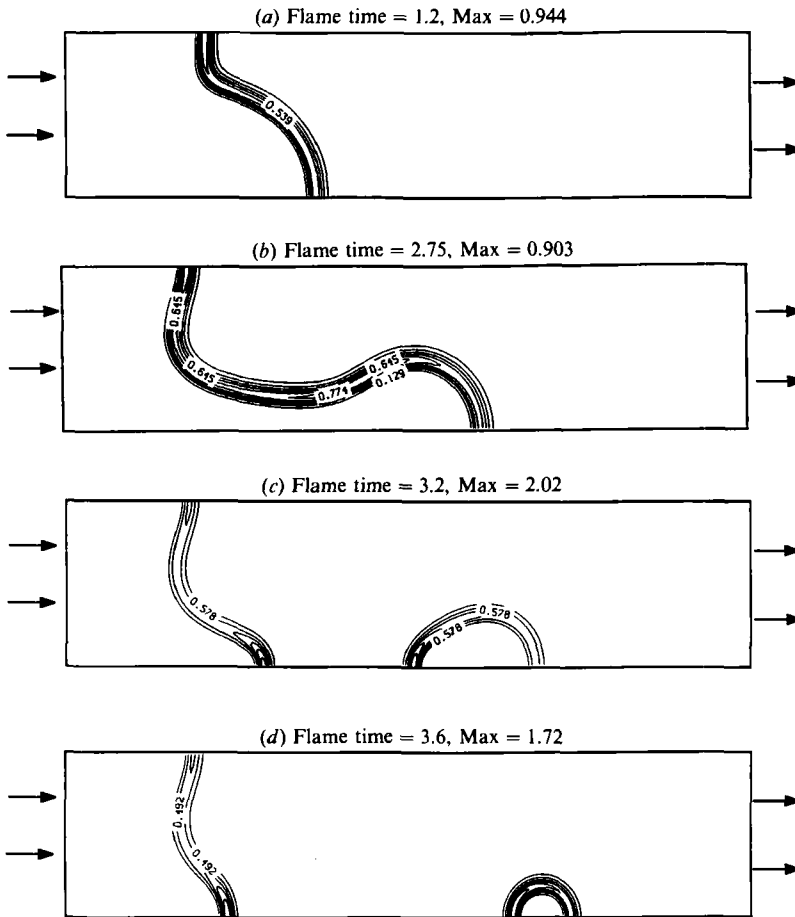 (a) Flame time = 1.2, Max = 0.944
0.539
(b) Flame time = 2.75, Max = 0.903
0.645
0.645
0.774
0.645
0.129
(c) Flame time = 3.2, Max = 2.02
0.578
0.578
0.578
(d) Flame time = 3.6, Max = 1.72
0.492
0.492